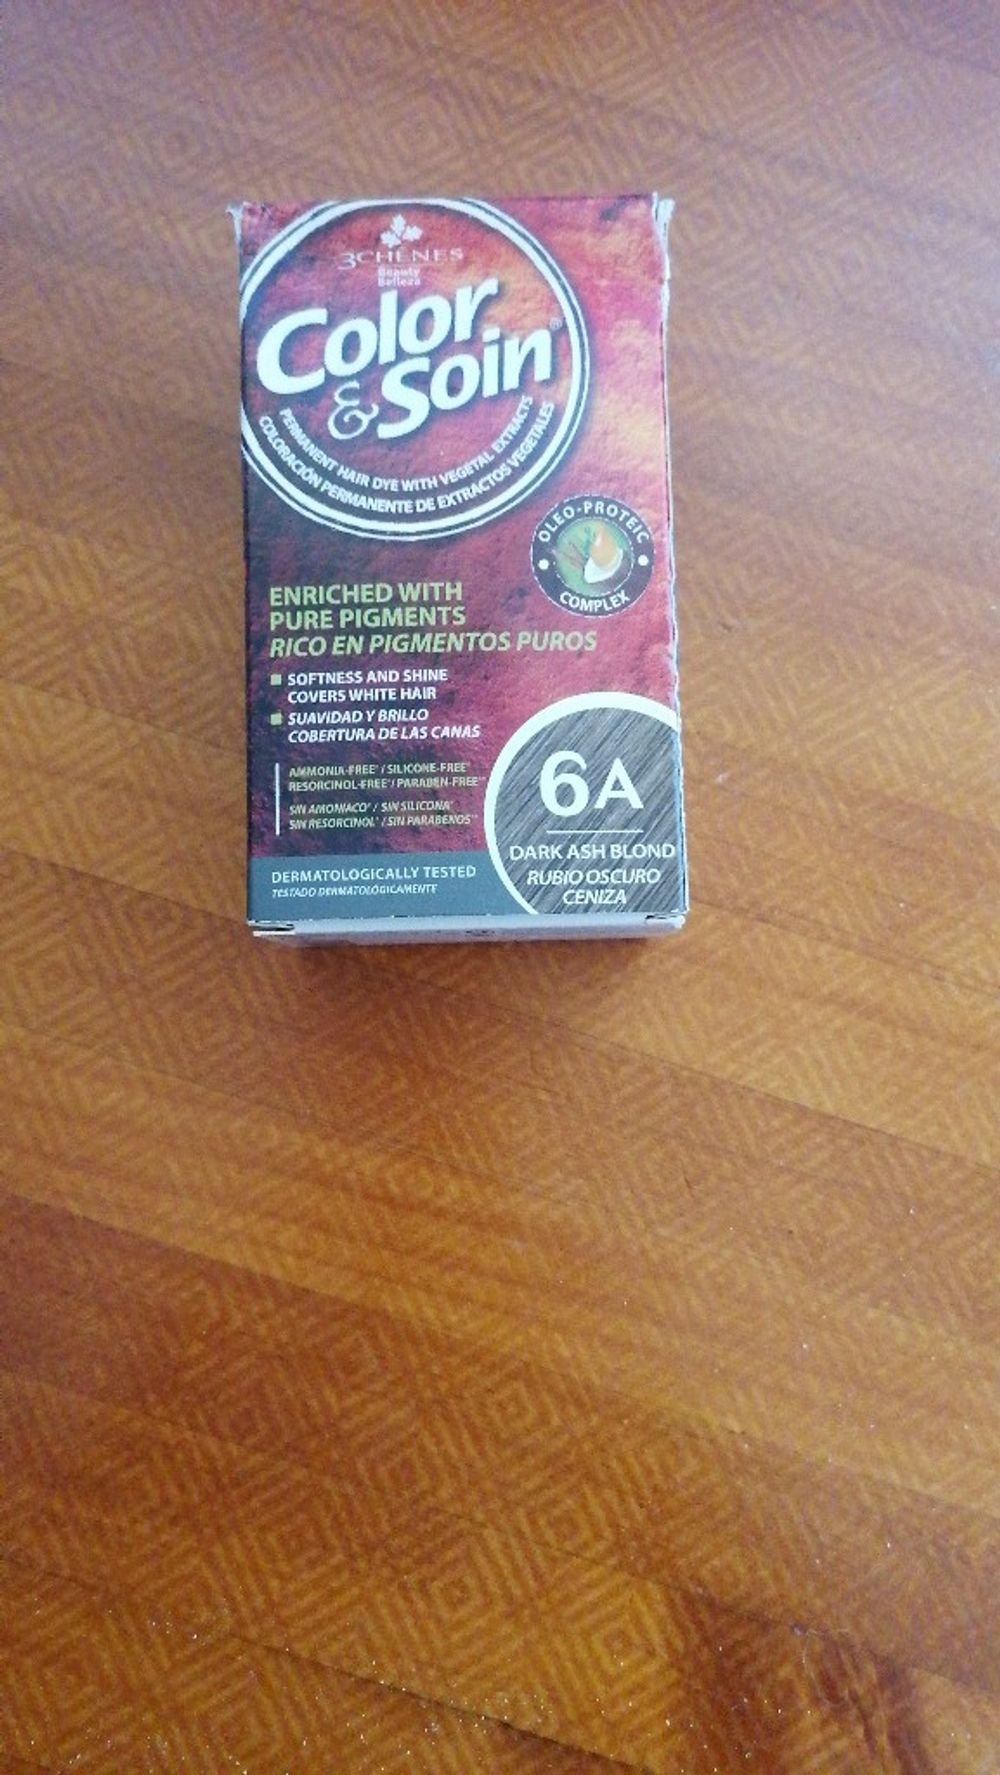 3CHÊNES
Beauty
Belleza
Color
& Soin®
PERMANENT HAIR DYE WITH VEGETAL EXTRACTS
COLORACIÓN PERMANENTE DE EXTRACTOS VEGETALES
OLEO-PROTEIC
COMPLEX
ENRICHED WITH
PURE PIGMENTS
RICO EN PIGMENTOS PUROS
SOFTNESS AND SHINE
COVERS WHITE HAIR
SUAVIDAD Y BRILLO
COBERTURA DE LAS CANAS
AMMONIA-FREE* / SILICONE-FREE*
RESORCINOL-FREE* / PARABEN-FREE**
SIN AMONIACO* / SIN SILICONA*
SIN RESORCINOL* / SIN PARABENOS**
6A
DARK ASH BLOND
RUBIO OSCURO
CENIZA
DERMATOLOGICALLY TESTED
TESTADO DERMATOLÓGICAMENTE